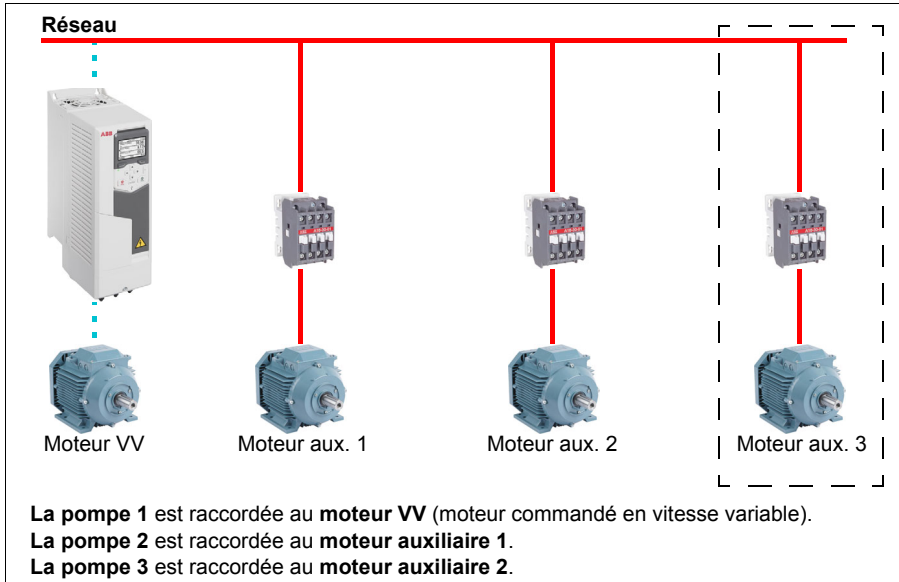 Réseau
ABB
Moteur VV
Moteur aux. 1
Moteur aux. 2
Moteur aux. 3
La pompe 1 est raccordée au moteur VV (moteur commandé en vitesse variable).
La pompe 2 est raccordée au moteur auxiliaire 1.
La pompe 3 est raccordée au moteur auxiliaire 2.